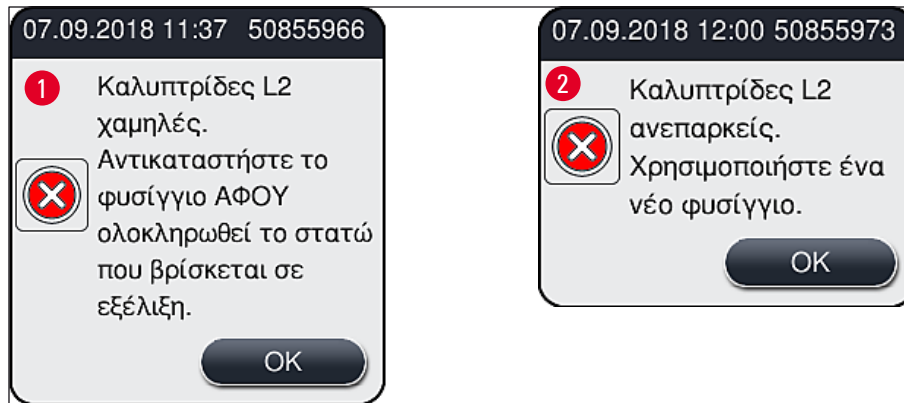 07.09.2018 11:37 50855966
1
Καλυπτρίδες L2
χαμηλές.
Αντικαταστήστε το
φυσίγγιο ΑΦΟΥ
ολοκληρωθεί το στατώ
που βρίσκεται σε
εξέλιξη.
OK
07.09.2018 12:00 50855973
2
Καλυπτρίδες L2
ανεπαρκείς.
Χρησιμοποιήστε ένα
νέο φυσίγγιο.
OK